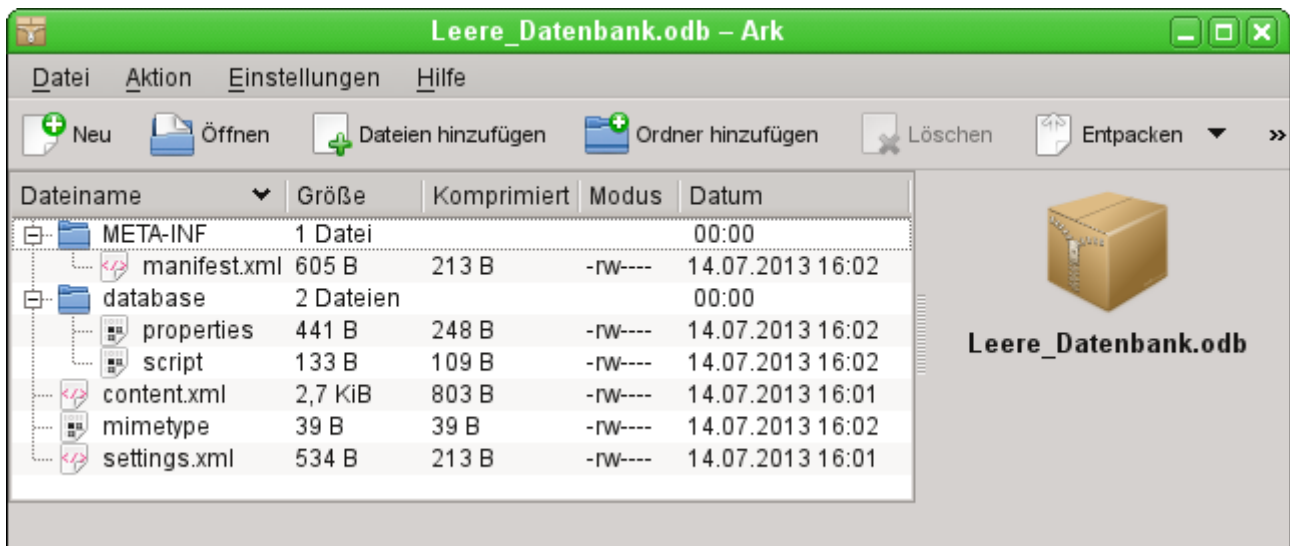 Leere_Datenbank.odb – Ark
Datei Aktion Einstellungen Hilfe
Neu Öffnen Dateien hinzufügen Ordner hinzufügen Löschen Entpacken »
Dateiname Größe Komprimiert Modus Datum
META-INF 1 Datei 00:00
manifest.xml 605 B 213 B -rw---- 14.07.2013 16:02
database 2 Dateien 00:00
properties 441 B 248 B -rw---- 14.07.2013 16:02
script 133 B 109 B -rw---- 14.07.2013 16:02
content.xml 2,7 KiB 803 B -rw---- 14.07.2013 16:01
mimetype 39 B 39 B -rw---- 14.07.2013 16:02
settings.xml 534 B 213 B -rw---- 14.07.2013 16:01
Leere_Datenbank.odb